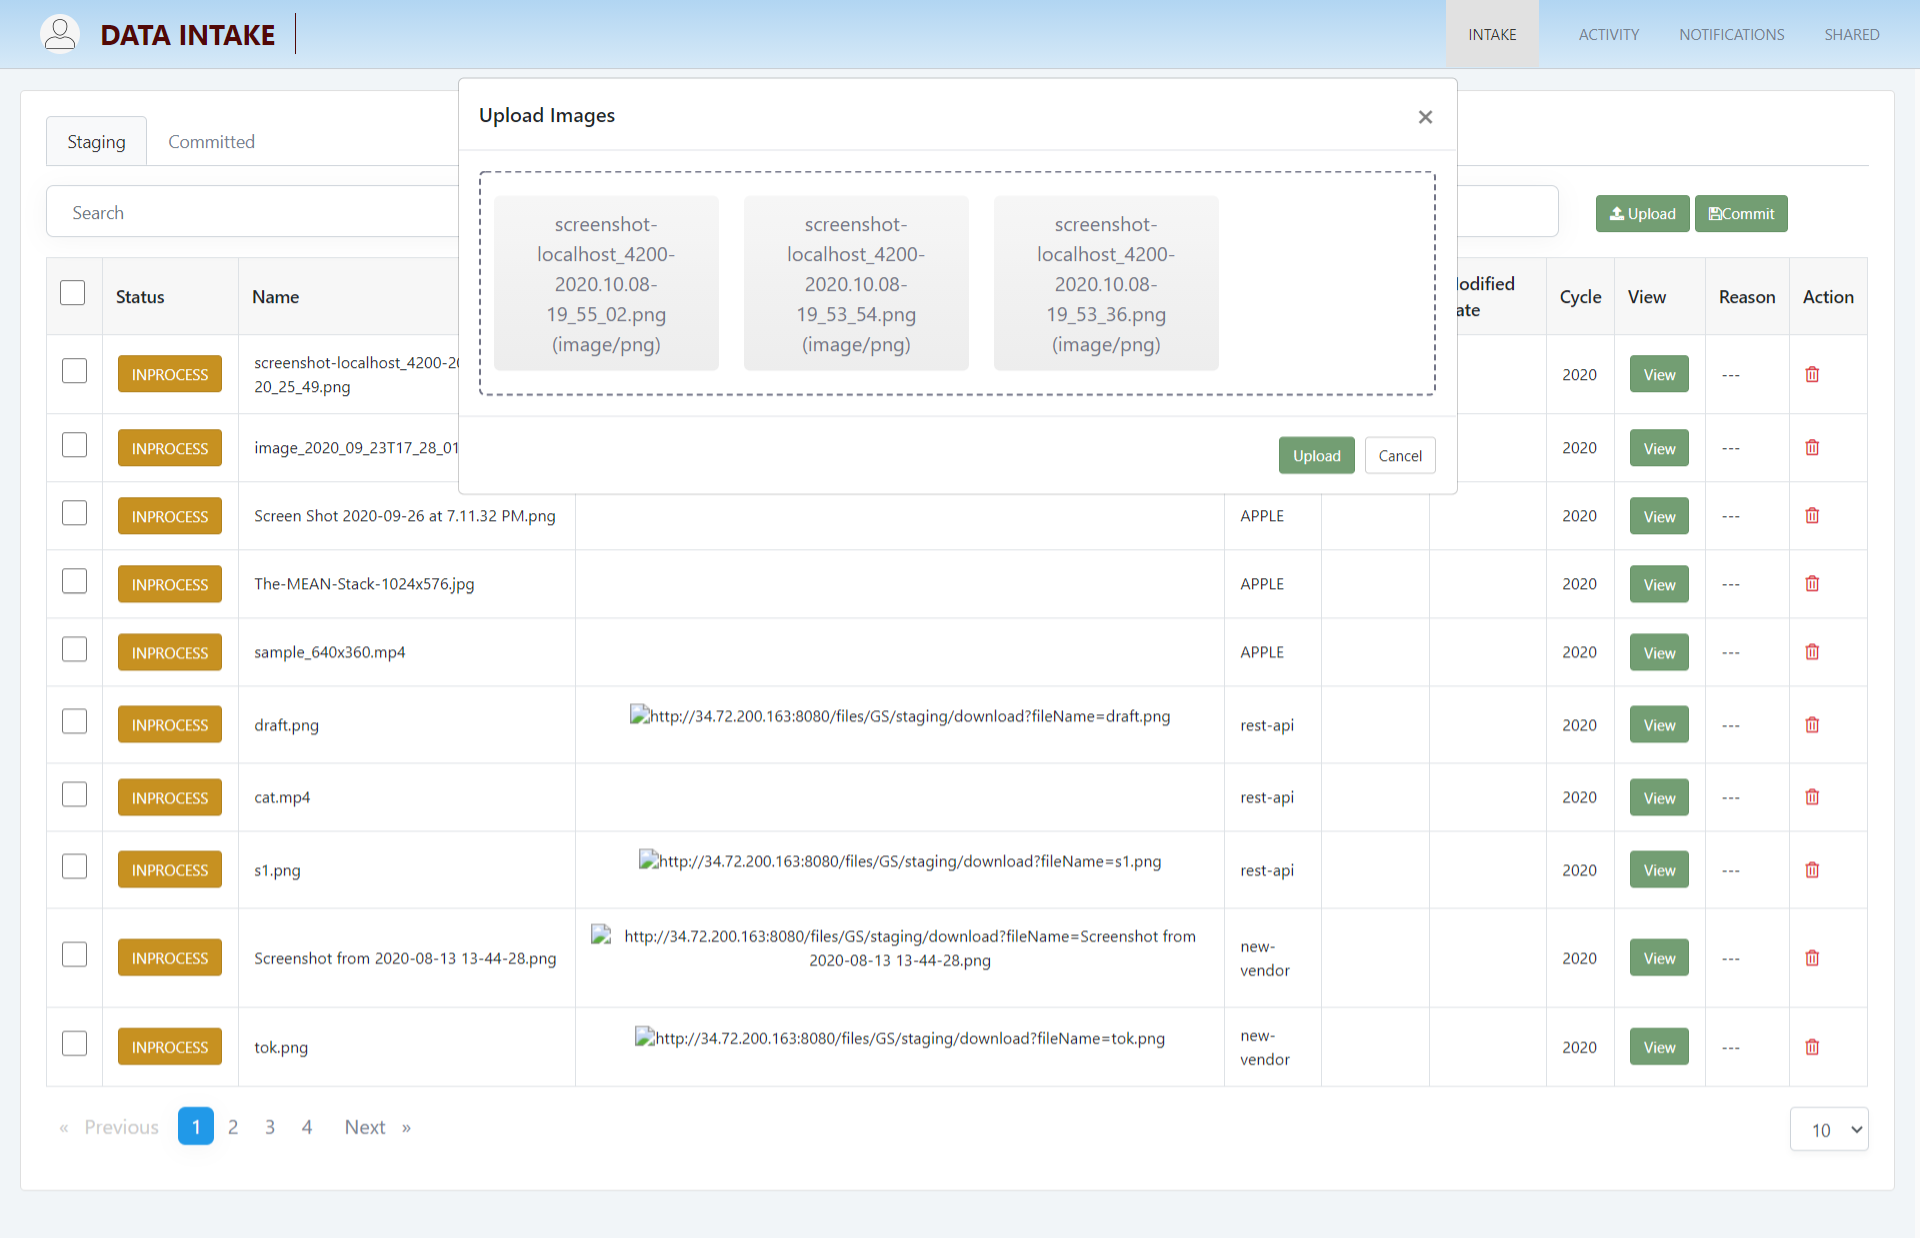 DATA INTAKE
INTAKE
ACTIVITY
NOTIFICATIONS
SHARED
Upload Images
×
Staging
Committed
Search
Upload
Commit
screenshot-
localhost_4200-
2020.10.08-
19_55_02.png
(image/png)
screenshot-
localhost_4200-
2020.10.08-
19_53_54.png
(image/png)
screenshot-
localhost_4200-
2020.10.08-
19_53_36.png
(image/png)
Upload
Cancel
Status
Name
Cycle
View
Reason
Action
INPROCESS
screenshot-localhost_4200-20
20_25_49.png
2020
View
---
INPROCESS
image_2020_09_23T17_28_01
2020
View
---
INPROCESS
Screen Shot 2020-09-26 at 7.11.32 PM.png
APPLE
2020
View
---
INPROCESS
The-MEAN-Stack-1024x576.jpg
APPLE
2020
View
---
INPROCESS
sample_640x360.mp4
APPLE
2020
View
---
INPROCESS
draft.png
http://34.72.200.163:8080/files/GS/staging/download?fileName=draft.png
rest-api
2020
View
---
INPROCESS
cat.mp4
rest-api
2020
View
---
INPROCESS
s1.png
http://34.72.200.163:8080/files/GS/staging/download?fileName=s1.png
rest-api
2020
View
---
INPROCESS
Screenshot from 2020-08-13 13-44-28.png
http://34.72.200.163:8080/files/GS/staging/download?fileName=Screenshot from
2020-08-13 13-44-28.png
new-
vendor
2020
View
---
INPROCESS
tok.png
http://34.72.200.163:8080/files/GS/staging/download?fileName=tok.png
new-
vendor
2020
View
---
« Previous 1 2 3 4 Next »
10